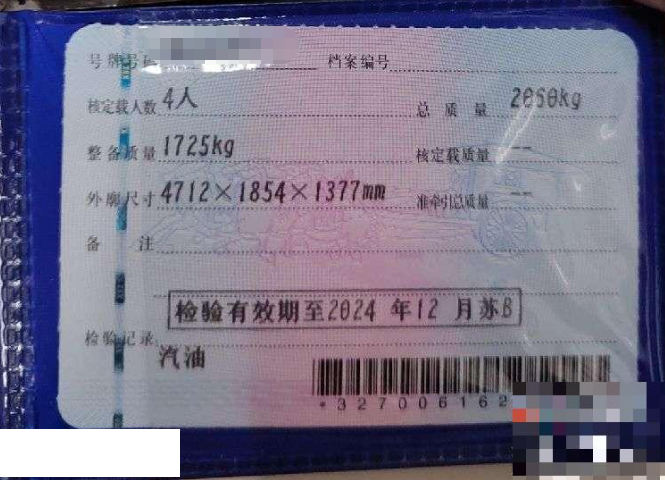 号牌号码 档案编号
核定载人数 4人 总质量 2060kg
整备质量 1725kg 核定载质量 --
外廓尺寸 4712×1854×1377mm 准牵引总质量 --
备注
检验有效期至2024年12月苏B
检验记录
汽油
*327006162